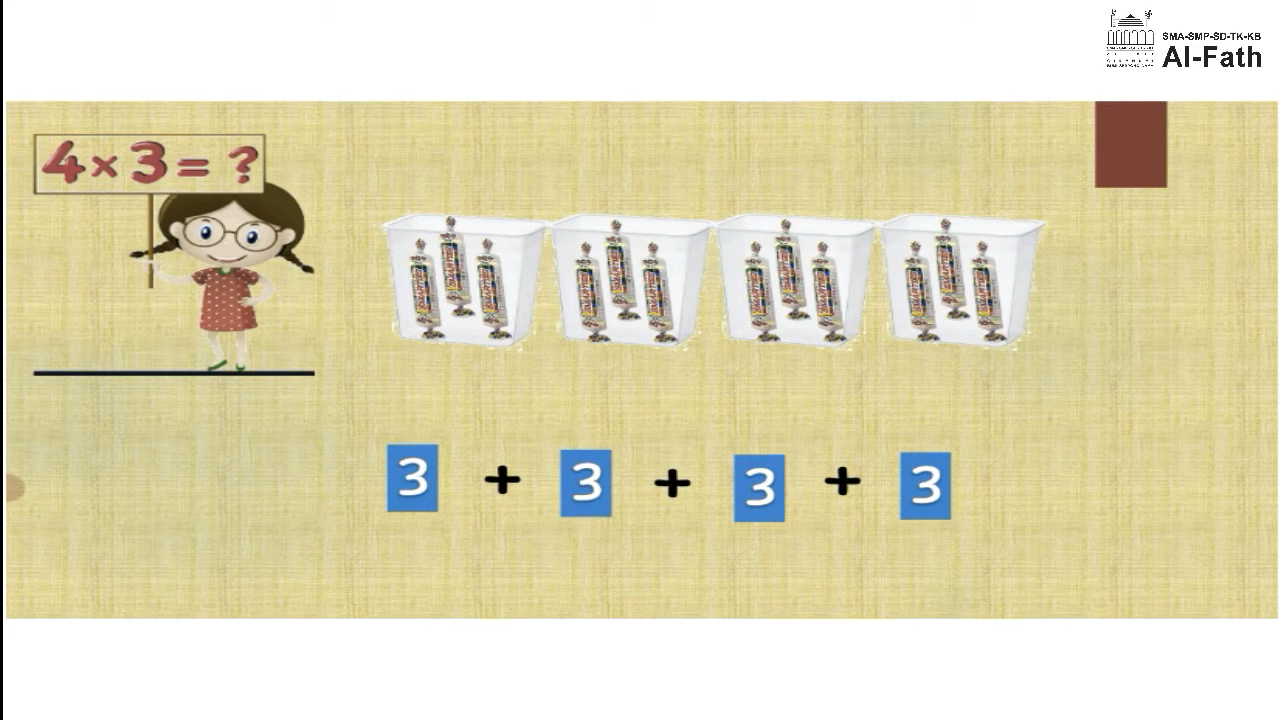 SMA-SMP-SD-TK-KB
Al-Fath
4 × 3 = ?
3 + 3 + 3 + 3